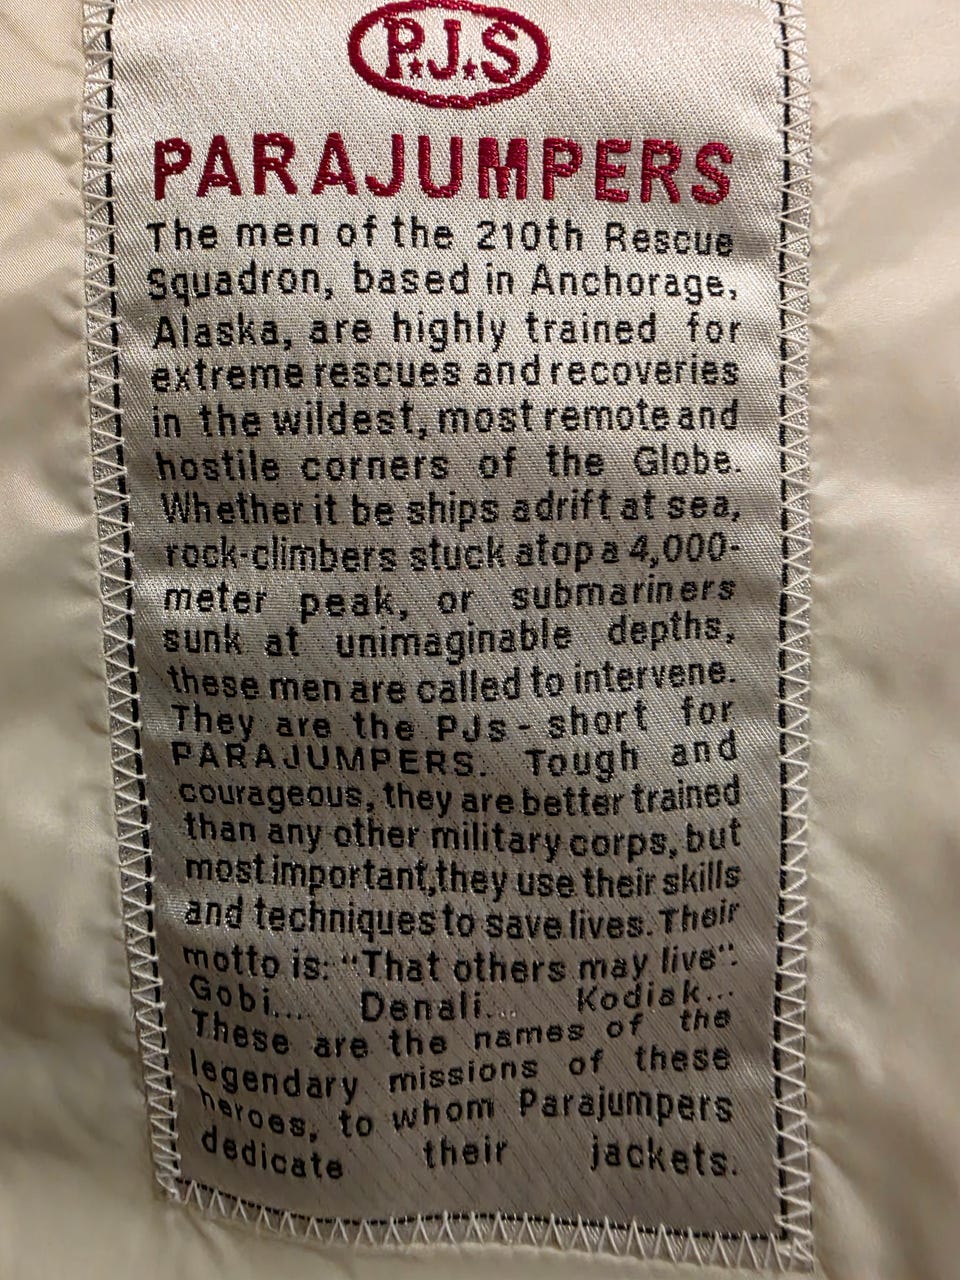 P.J.S
PARAJUMPERS
The men of the 210th Rescue
Squadron, based in Anchorage,
Alaska, are highly trained for
extreme rescues and recoveries
in the wildest, most remote and
hostile corners of the Globe.
Whether it be ships adrift at sea,
rock-climbers stuck atop a 4,000-
meter peak, or submariners
sunk at unimaginable depths,
these men are called to intervene.
They are the PJs - short for
PARAJUMPERS. Tough and
courageous, they are better trained
than any other military corps, but
most important,they use their skills
and techniques to save lives. Their
motto is: "That others may live".
Gobi... Denali... Kodiak...
These are the names of the
legendary missions of these
heroes, to whom Parajumpers
dedicate their jackets.